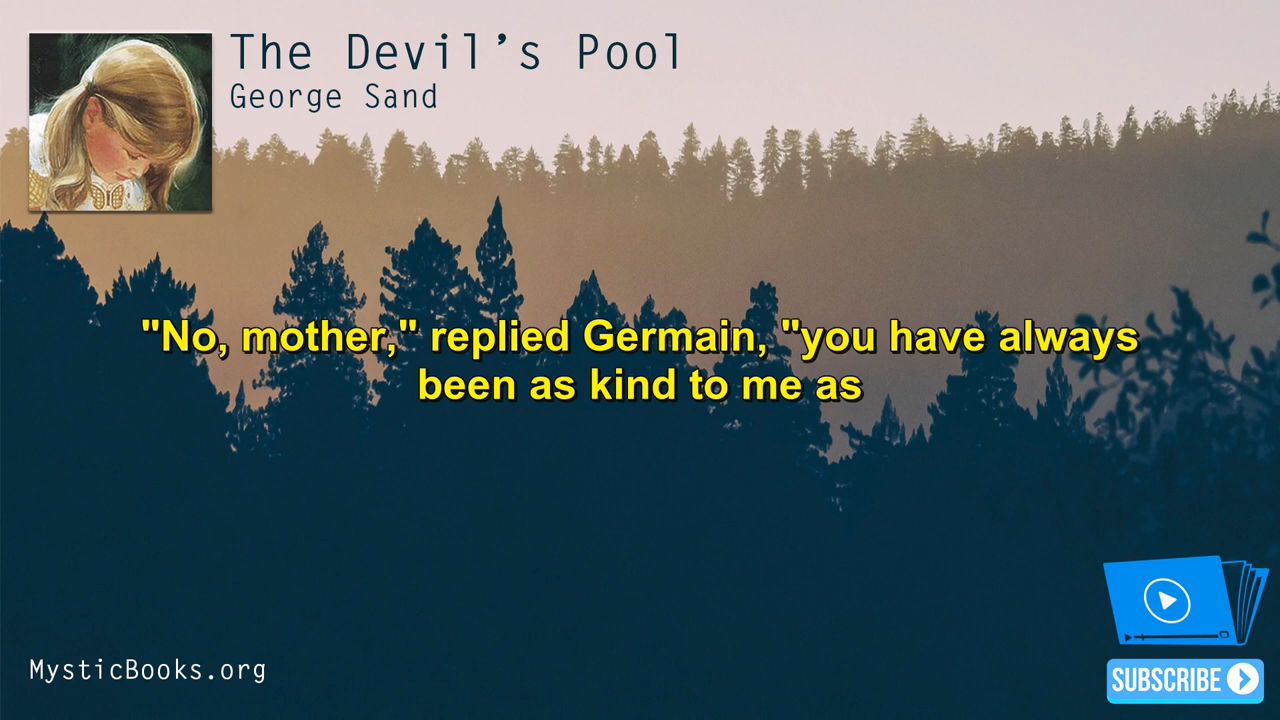 The Devil's Pool
George Sand
"No, mother," replied Germain, "you have always
been as kind to me as
MysticBooks.org
SUBSCRIBE